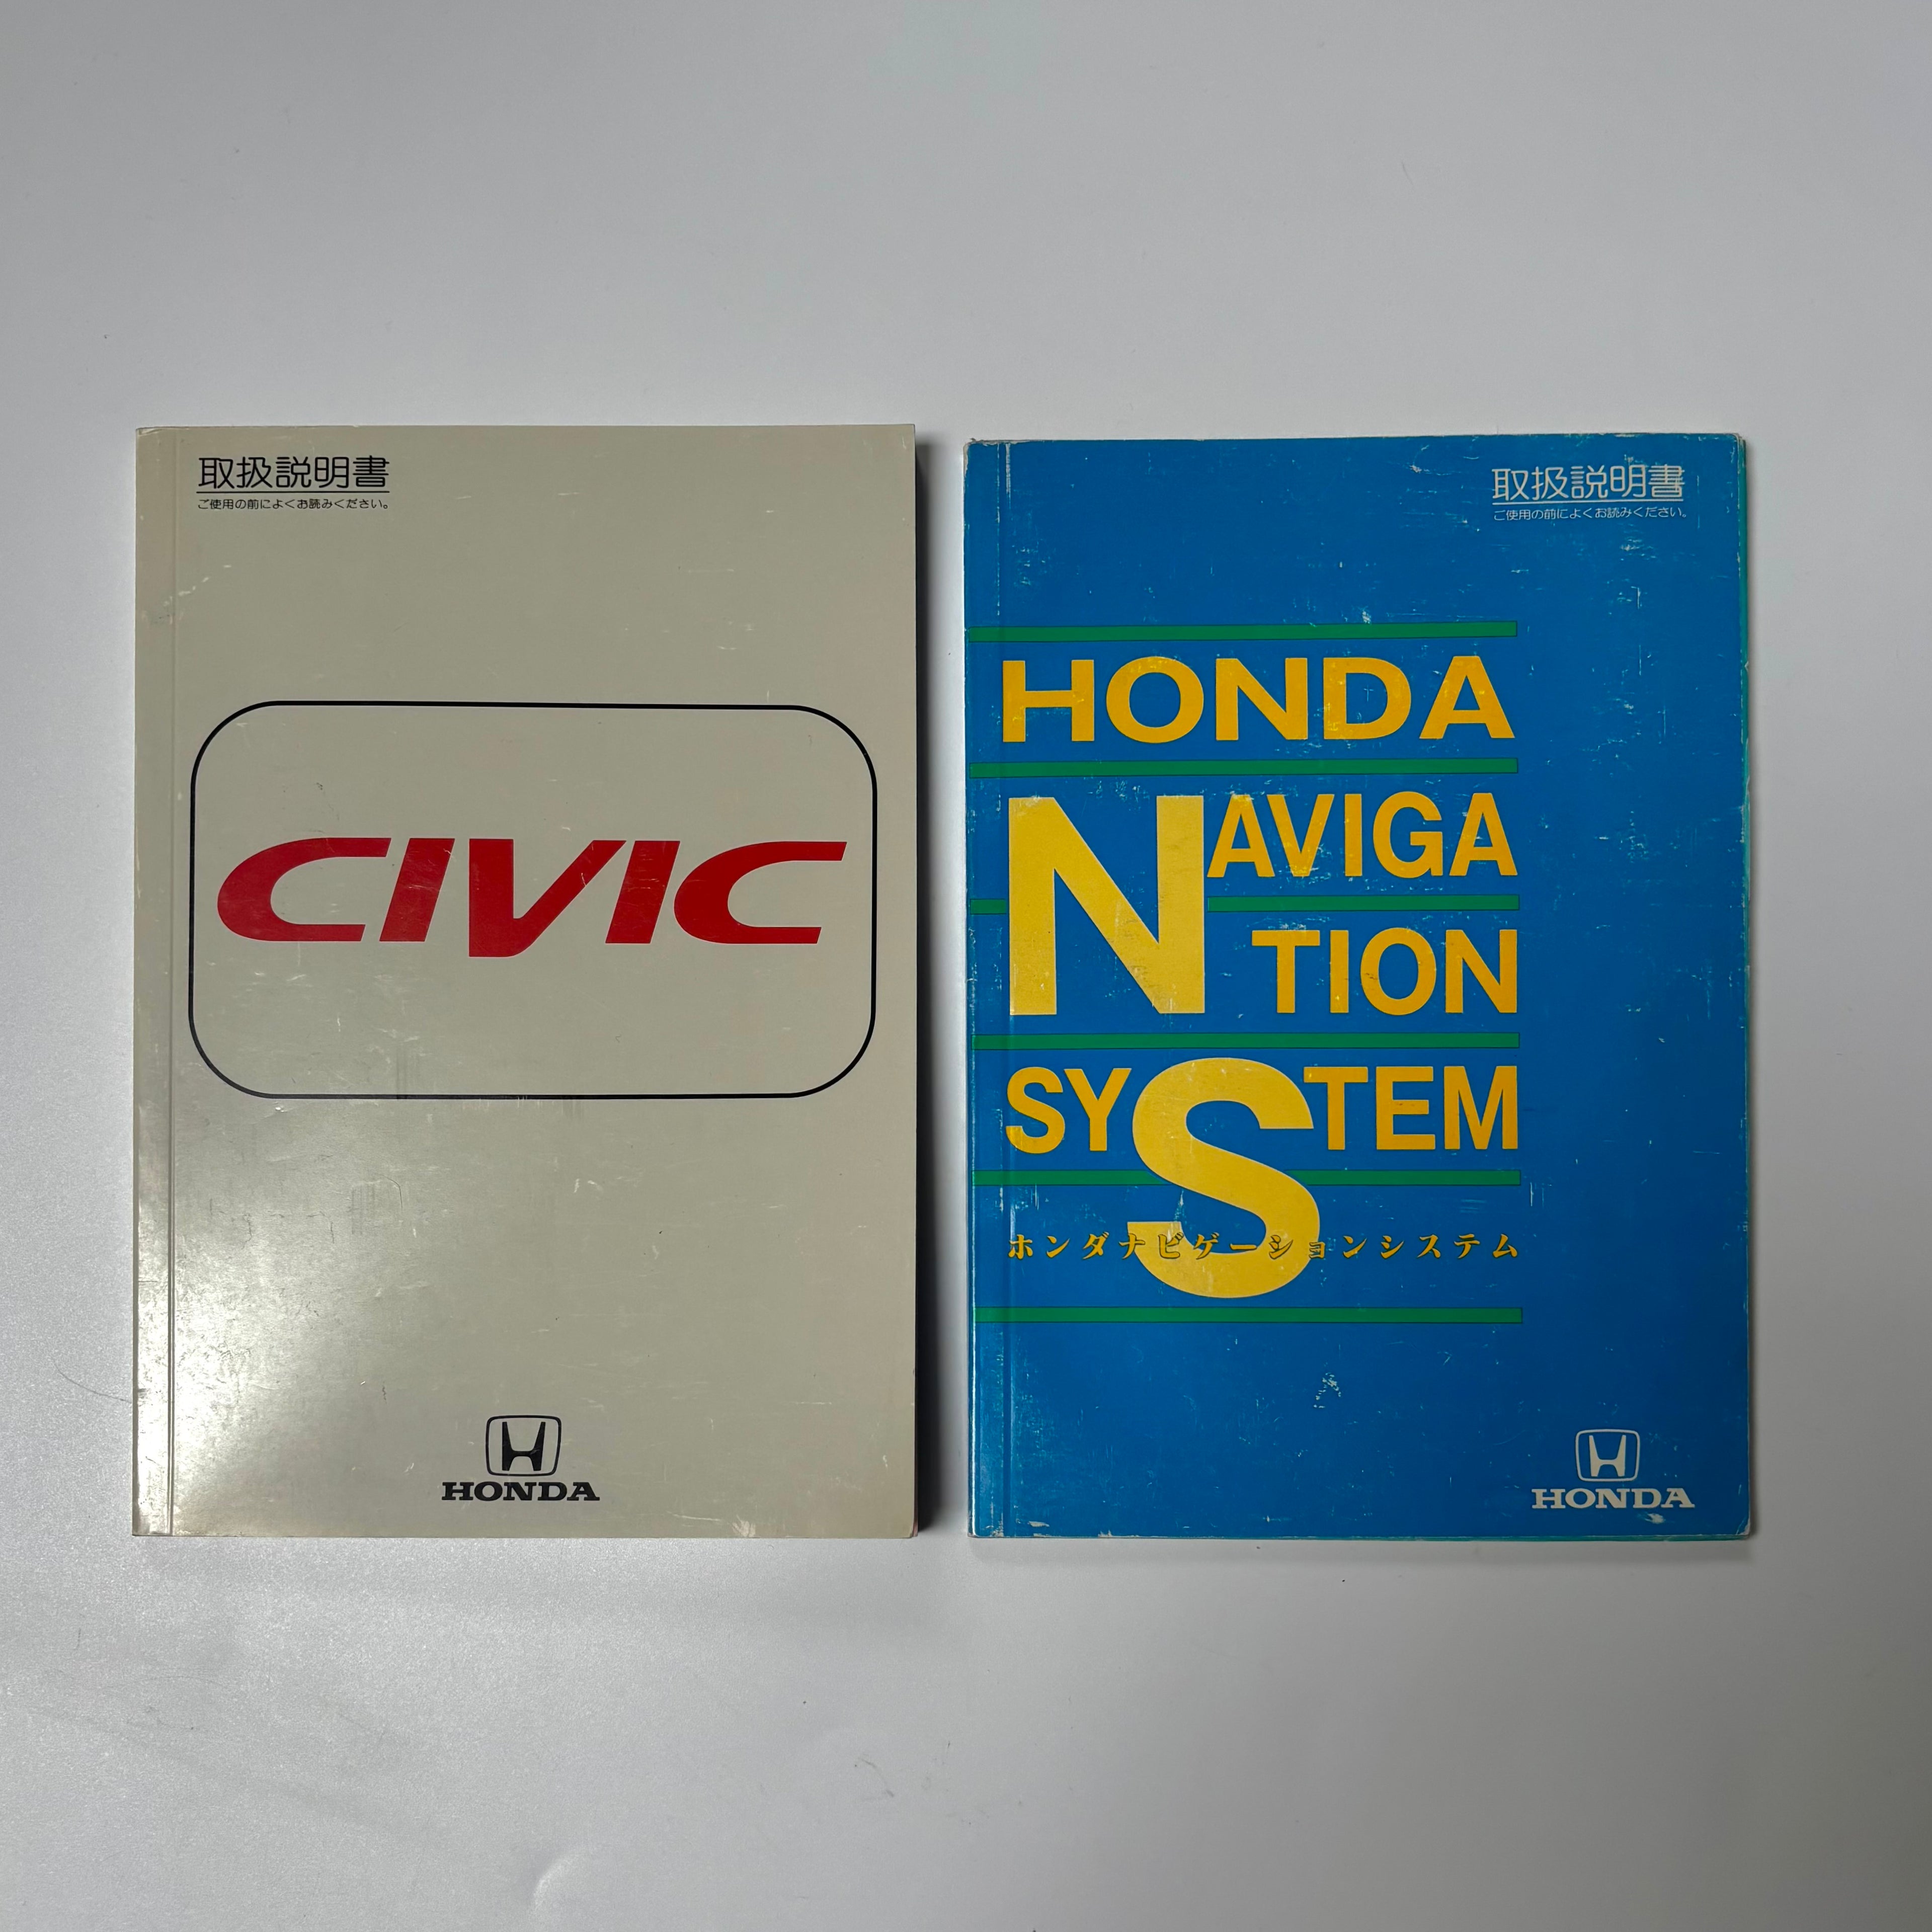 取扱説明書
ご使用の前によくお読みください。
CIVIC
HONDA
取扱説明書
ご使用の前によくお読みください。
HONDA
NAVIGA
TION
SYSTEM
ホンダナビゲーションシステム
HONDA